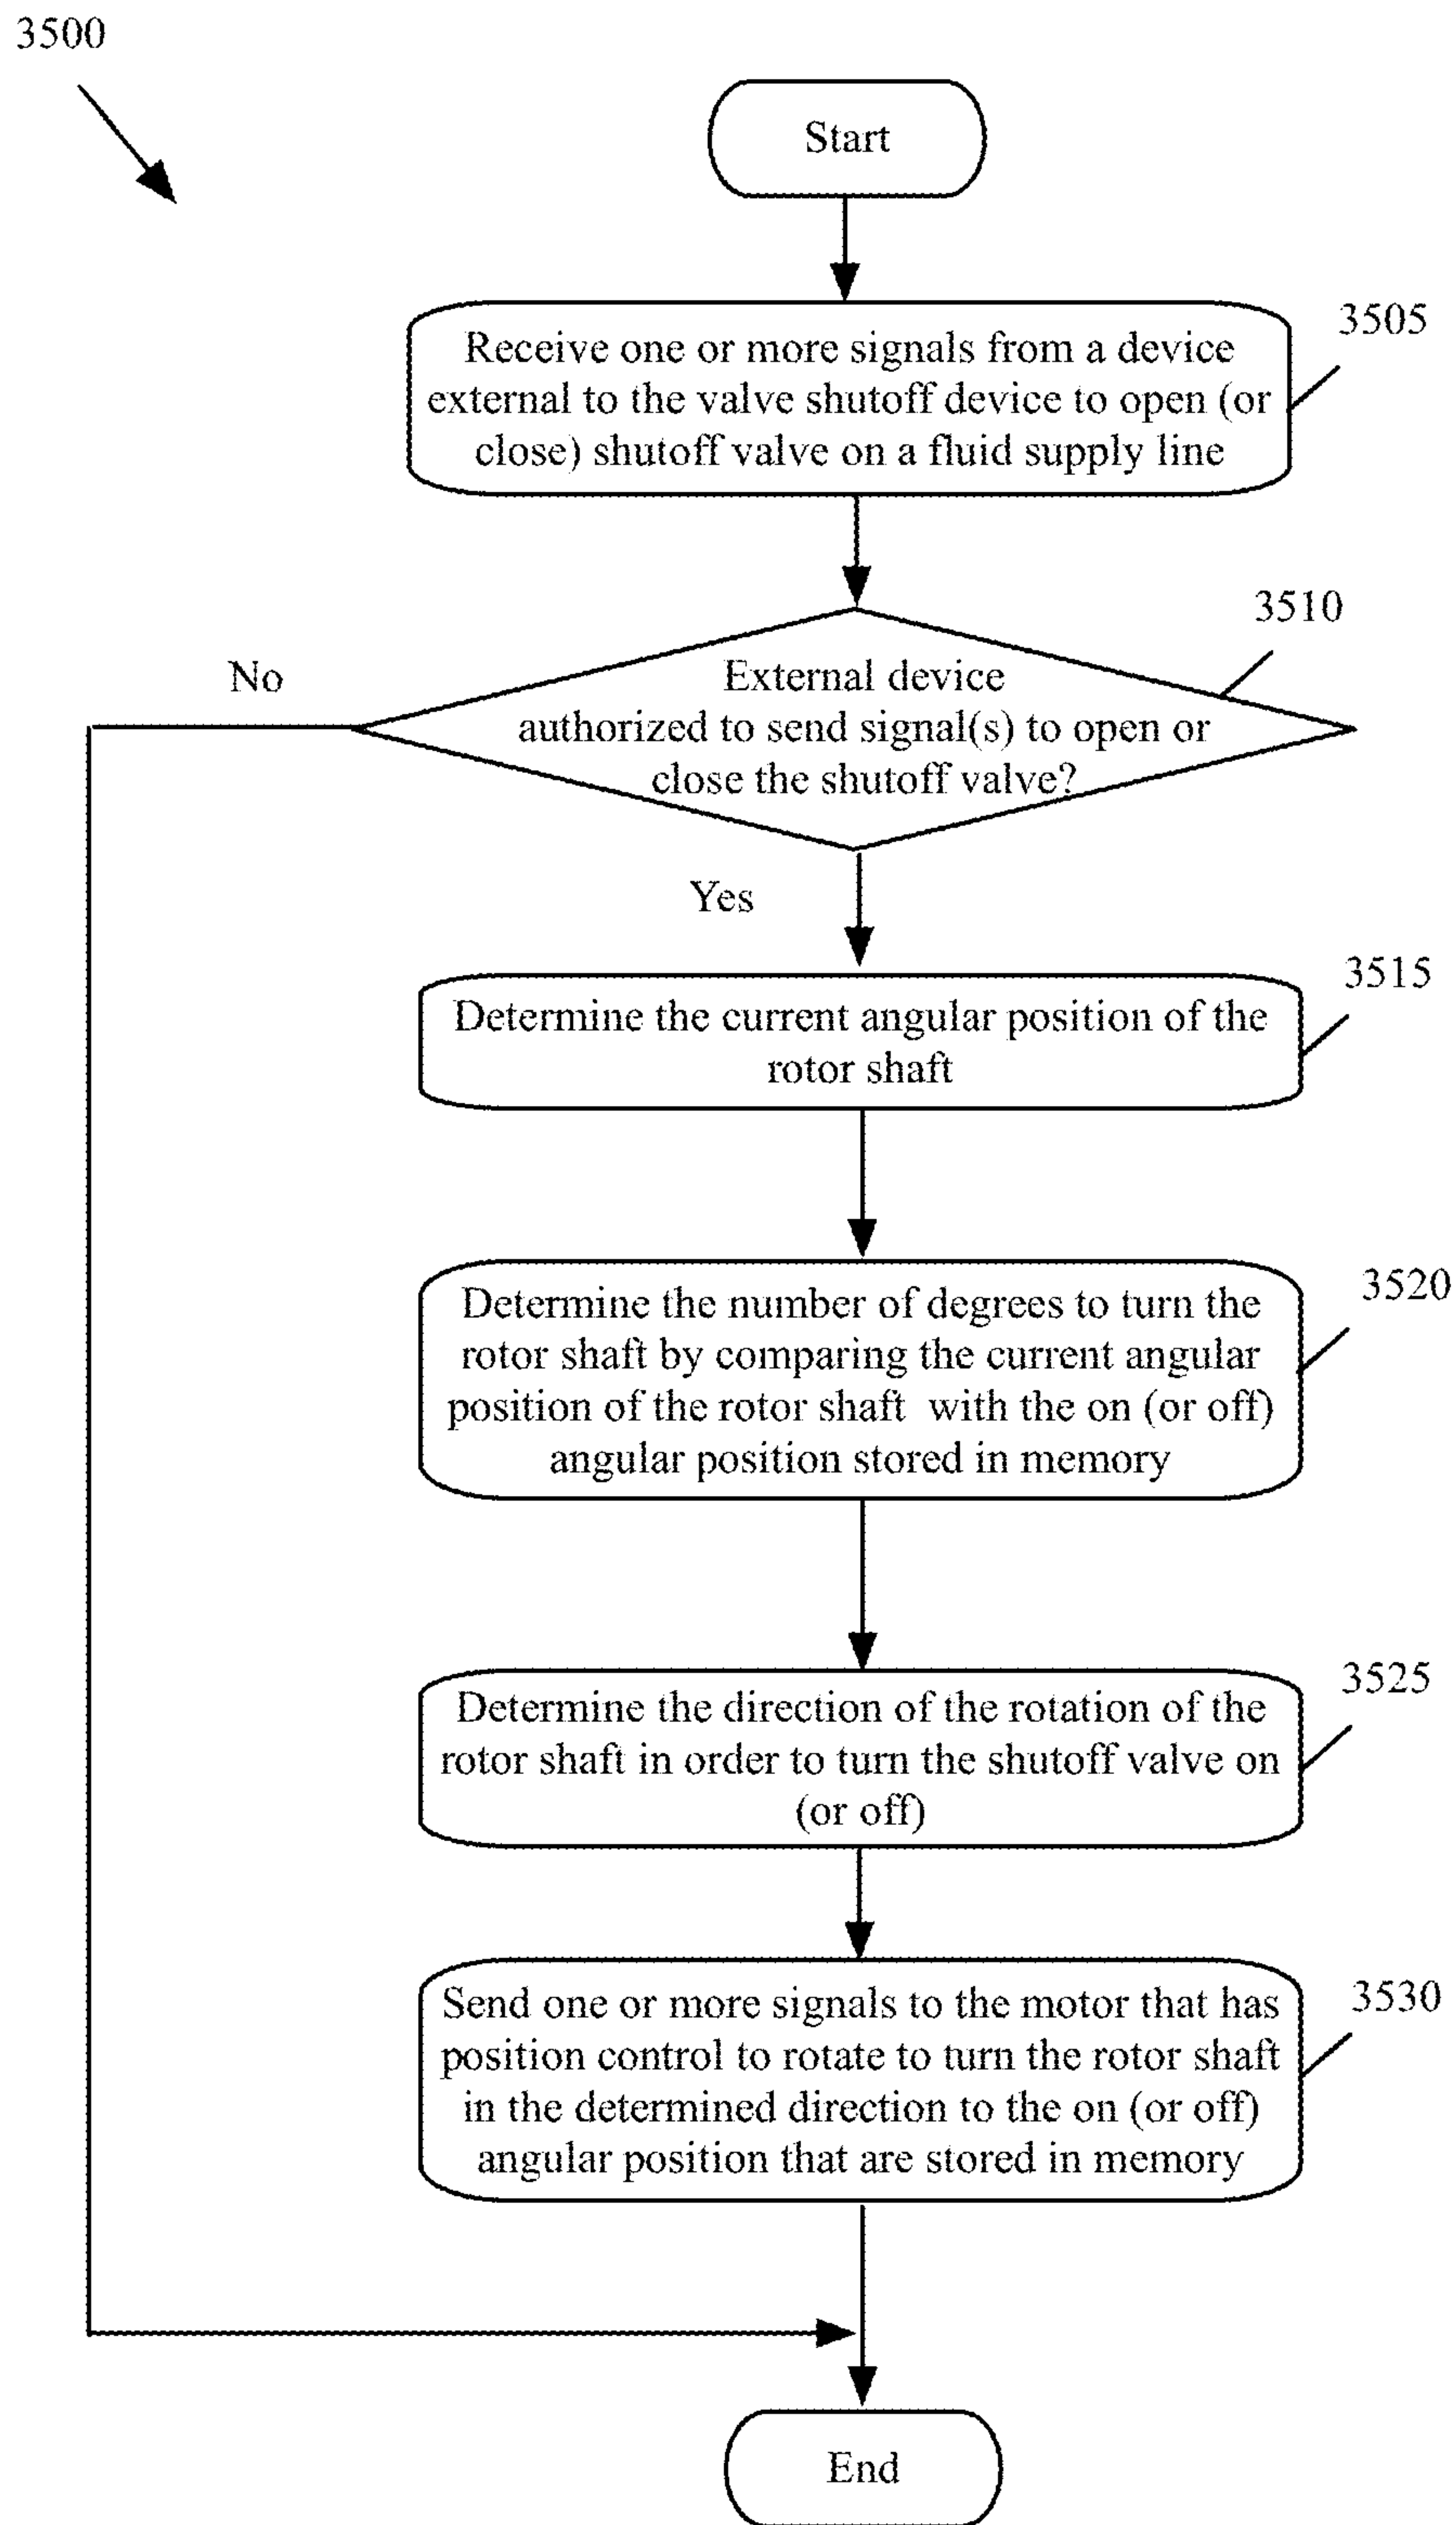 3500
Start
Receive one or more signals from a device
external to the valve shutoff device to open (or
close) shutoff valve on a fluid supply line
3505
3510
No
External device
authorized to send signal(s) to open or
close the shutoff valve?
Yes
3515
Determine the current angular position of the
rotor shaft
3520
Determine the number of degrees to turn the
rotor shaft by comparing the current angular
position of the rotor shaft with the on (or off)
angular position stored in memory
3525
Determine the direction of the rotation of the
rotor shaft in order to turn the shutoff valve on
(or off)
3530
Send one or more signals to the motor that has
position control to rotate to turn the rotor shaft
in the determined direction to the on (or off)
angular position that are stored in memory
End